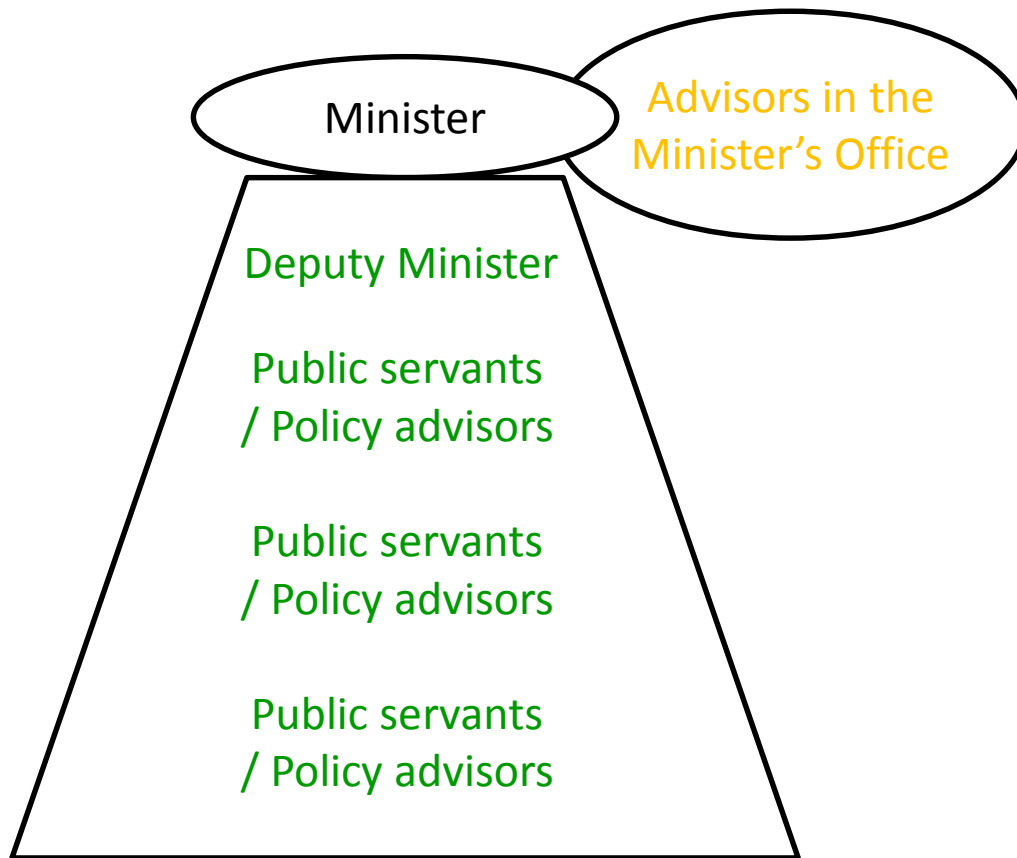 Minister
Advisors in the
Minister’s Office
Deputy Minister
Public servants
/ Policy advisors
Public servants
/ Policy advisors
Public servants
/ Policy advisors